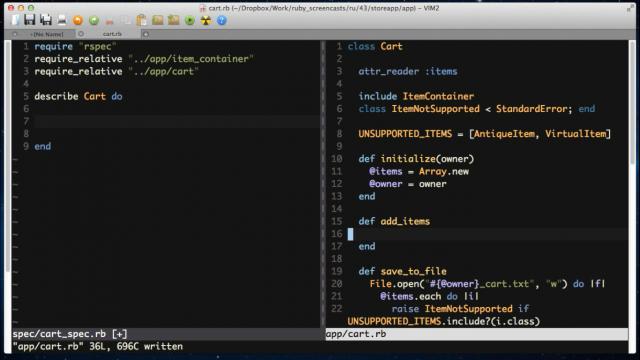 cart.rb (~/Dropbox/Work/ruby_screencasts/ru/43/storeapp/app) - VIM2
[No Name]
cart.rb
1 require "rspec"
2 require_relative "../app/item_container"
3 require_relative "../app/cart"
4
5 describe Cart do
6
7
8
9 end
~
~
~
~
~
~
~
~
~
~
~
~
~
~
spec/cart_spec.rb [+]
1 class Cart
2
3 attr_reader :items
4
5 include ItemContainer
6 class ItemNotSupported < StandardError; end
7
8 UNSUPPORTED_ITEMS = [AntiqueItem, VirtualItem]
9
10 def initialize(owner)
11 @items = Array.new
12 @owner = owner
13 end
14
15 def add_items
16
17 end
18
19 def save_to_file
20 File.open("#{@owner}_cart.txt", "w") do |f|
21 @items.each do |i|
22 raise ItemNotSupported if
UNSUPPORTED_ITEMS.include?(i.class)
app/cart.rb
"app/cart.rb" 36L, 696C written